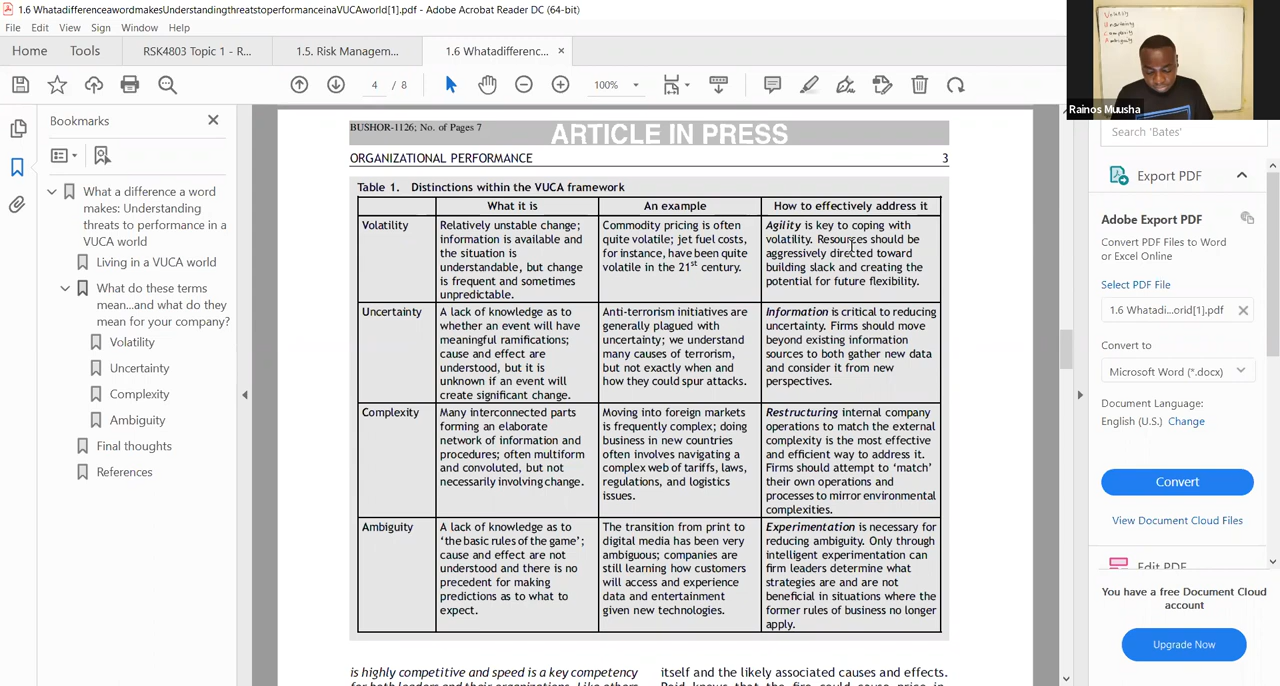 1.6 WhatadifferenceawordmakesUnderstandingthreatstoperformanceinaVUCAworld[1].pdf - Adobe Acrobat Reader DC (64-bit)
File Edit View Sign Window Help
Home Tools RSK4803 Topic 1 - R... 1.5. Risk Managem... 1.6 Whatadifferenc... ×
4 / 8 100%
Rainos Muusha
Bookmarks
What a difference a word
makes: Understanding
threats to performance in a
VUCA world
Living in a VUCA world
What do these terms
mean...and what do they
mean for your company?
Volatility
Uncertainty
Complexity
Ambiguity
Final thoughts
References
BUSHOR-1126; No. of Pages 7
ARTICLE IN PRESS
ORGANIZATIONAL PERFORMANCE 3
Table 1. Distinctions within the VUCA framework
What it is An example How to effectively address it
Volatility
Relatively unstable change;
information is available and
the situation is
understandable, but change
is frequent and sometimes
unpredictable.
Commodity pricing is often
quite volatile; jet fuel costs,
for instance, have been quite
volatile in the 21st century.
Agility is key to coping with
volatility. Resources should be
aggressively directed toward
building slack and creating the
potential for future flexibility.
Uncertainty
A lack of knowledge as to
whether an event will have
meaningful ramifications;
cause and effect are
understood, but it is
unknown if an event will
create significant change.
Anti-terrorism initiatives are
generally plagued with
uncertainty; we understand
many causes of terrorism,
but not exactly when and
how they could spur attacks.
Information is critical to reducing
uncertainty. Firms should move
beyond existing information
sources to both gather new data
and consider it from new
perspectives.
Complexity
Many interconnected parts
forming an elaborate
network of information and
procedures; often multiform
and convoluted, but not
necessarily involving change.
Moving into foreign markets
is frequently complex; doing
business in new countries
often involves navigating a
complex web of tariffs, laws,
regulations, and logistics
issues.
Restructuring internal company
operations to match the external
complexity is the most effective
and efficient way to address it.
Firms should attempt to ‘match’
their own operations and
processes to mirror environmental
complexities.
Ambiguity
A lack of knowledge as to
‘the basic rules of the game’;
cause and effect are not
understood and there is no
precedent for making
predictions as to what to
expect.
The transition from print to
digital media has been very
ambiguous; companies are
still learning how customers
will access and experience
data and entertainment
given new technologies.
Experimentation is necessary for
reducing ambiguity. Only through
intelligent experimentation can
firm leaders determine what
strategies are and are not
beneficial in situations where the
former rules of business no longer
apply.
is highly competitive and speed is a key competency
itself and the likely associated causes and effects.
Search 'Bates'
Export PDF
Adobe Export PDF
Convert PDF Files to Word
or Excel Online
Select PDF File
1.6 Whatadi...orld[1].pdf
Convert to
Microsoft Word (*.docx)
Document Language:
English (U.S.) Change
Convert
View Document Cloud Files
Edit PDF
You have a free Document Cloud
account
Upgrade Now